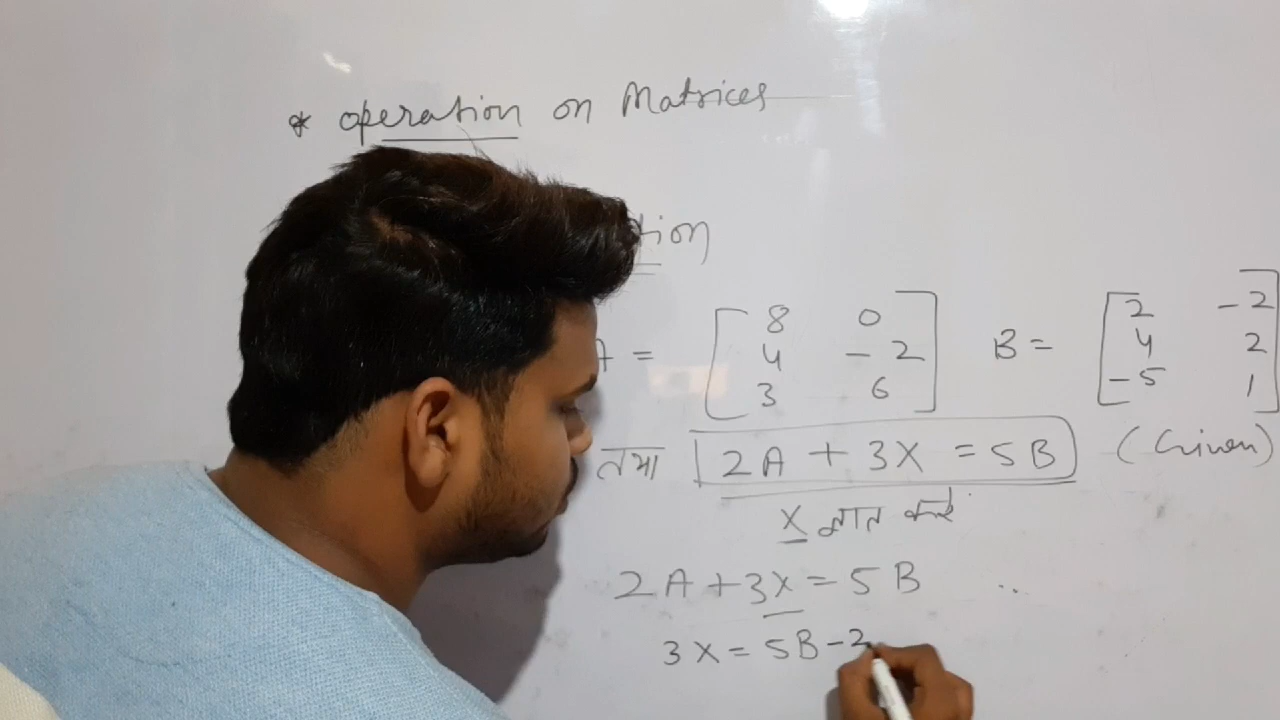 * operation on Matrices
tion
A = [ 8 0 B = [ 2 -2
4 -2 4 2
3 6 ] -5 1 ]
तथा 2A + 3X = 5B (Given)
X ज्ञात करें
2A + 3X = 5B
3X = 5B - 2